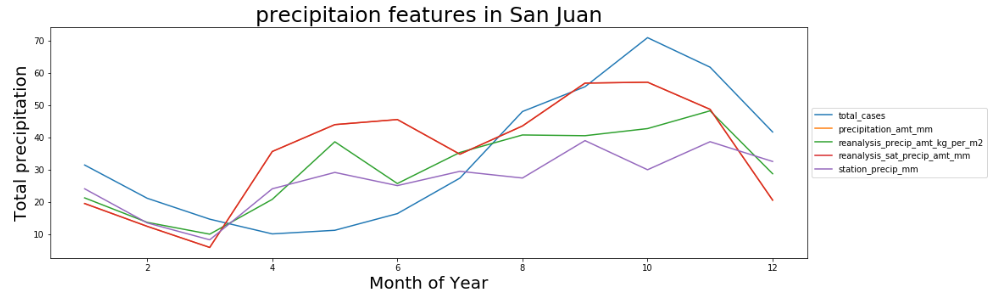 precipitaion features in San Juan
Total precipitation
70
60
50
40
30
20
10
2
4
6
8
10
12
Month of Year
total_cases
precipitation_amt_mm
reanalysis_precip_amt_kg_per_m2
reanalysis_sat_precip_amt_mm
station_precip_mm